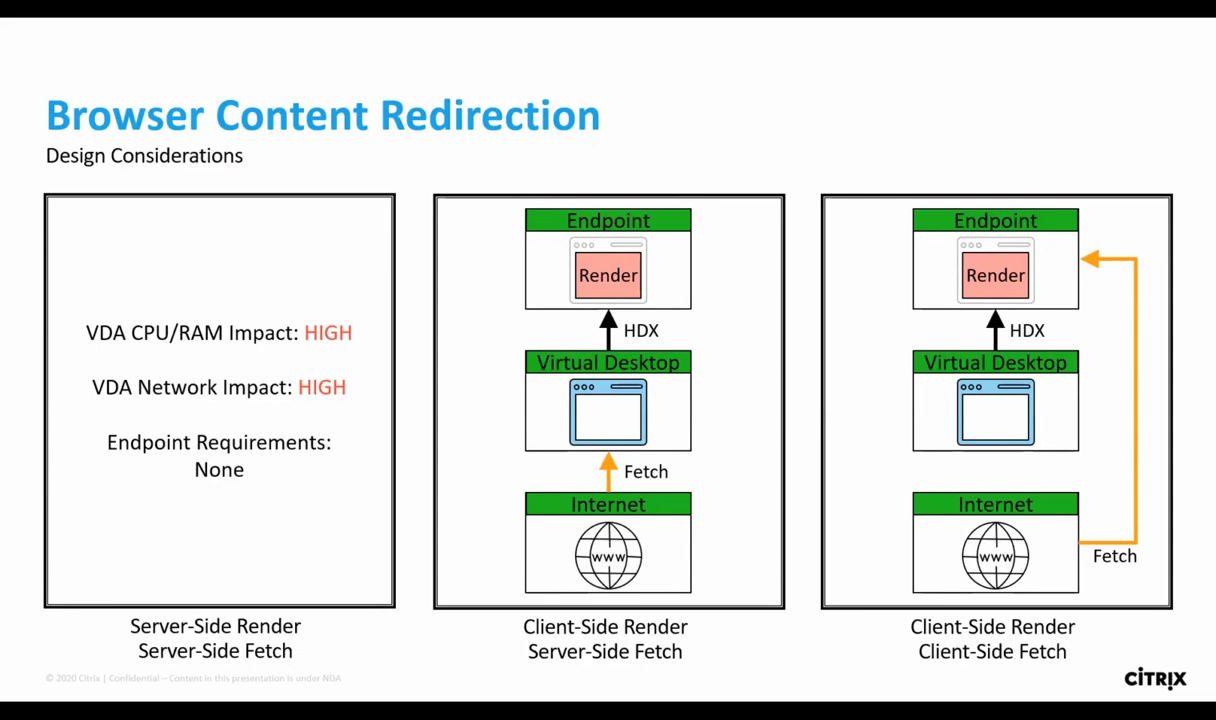 Browser Content Redirection
Design Considerations
VDA CPU/RAM Impact: HIGH
VDA Network Impact: HIGH
Endpoint Requirements:
None
Server-Side Render
Server-Side Fetch
Endpoint
Render
HDX
Virtual Desktop
Fetch
Internet
WWW
Client-Side Render
Server-Side Fetch
Endpoint
Render
HDX
Virtual Desktop
Internet
WWW
Fetch
Client-Side Render
Client-Side Fetch
© 2020 Citrix | Confidential – Content in this presentation is under NDA
CITRIX